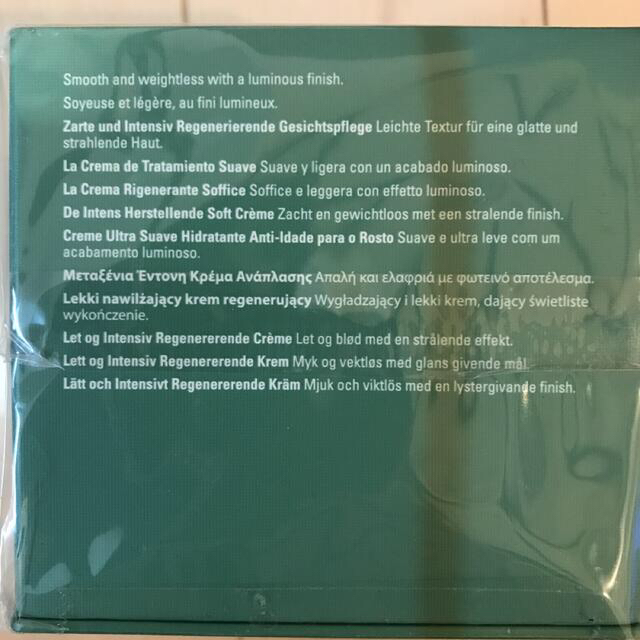 Smooth and weightless with a luminous finish.
Soyeuse et légère, au fini lumineux.
Zarte und Intensiv Regenerierende Gesichtspflege Leichte Textur für eine glatte und
strahlende Haut.
La Crema de Tratamiento Suave Suave y ligera con un acabado luminoso.
La Crema Rigenerante Soffice Soffice e leggera con effetto luminoso.
De Intens Herstellende Soft Crème Zacht en gewichtloos met een stralende finish.
Creme Ultra Suave Hidratante Anti-Idade para o Rosto Suave e ultra leve com um
acabamento luminoso.
Μεταξένια Έντονη Κρέμα Ανάπλασης Απαλή και ελαφριά με φωτεινό αποτέλεσμα.
Lekki nawilżający krem regenerujący Wygładzający i lekki krem, dający świetliste
wykończenie.
Let og Intensiv Regenererende Crème Let og blød med en strålende effekt.
Lett og Intensiv Regenererende Krem Myk og vektløs med glans givende mål.
Lätt och Intensivt Regenererende Kräm Mjuk och viktlös med en lystergivande finish.